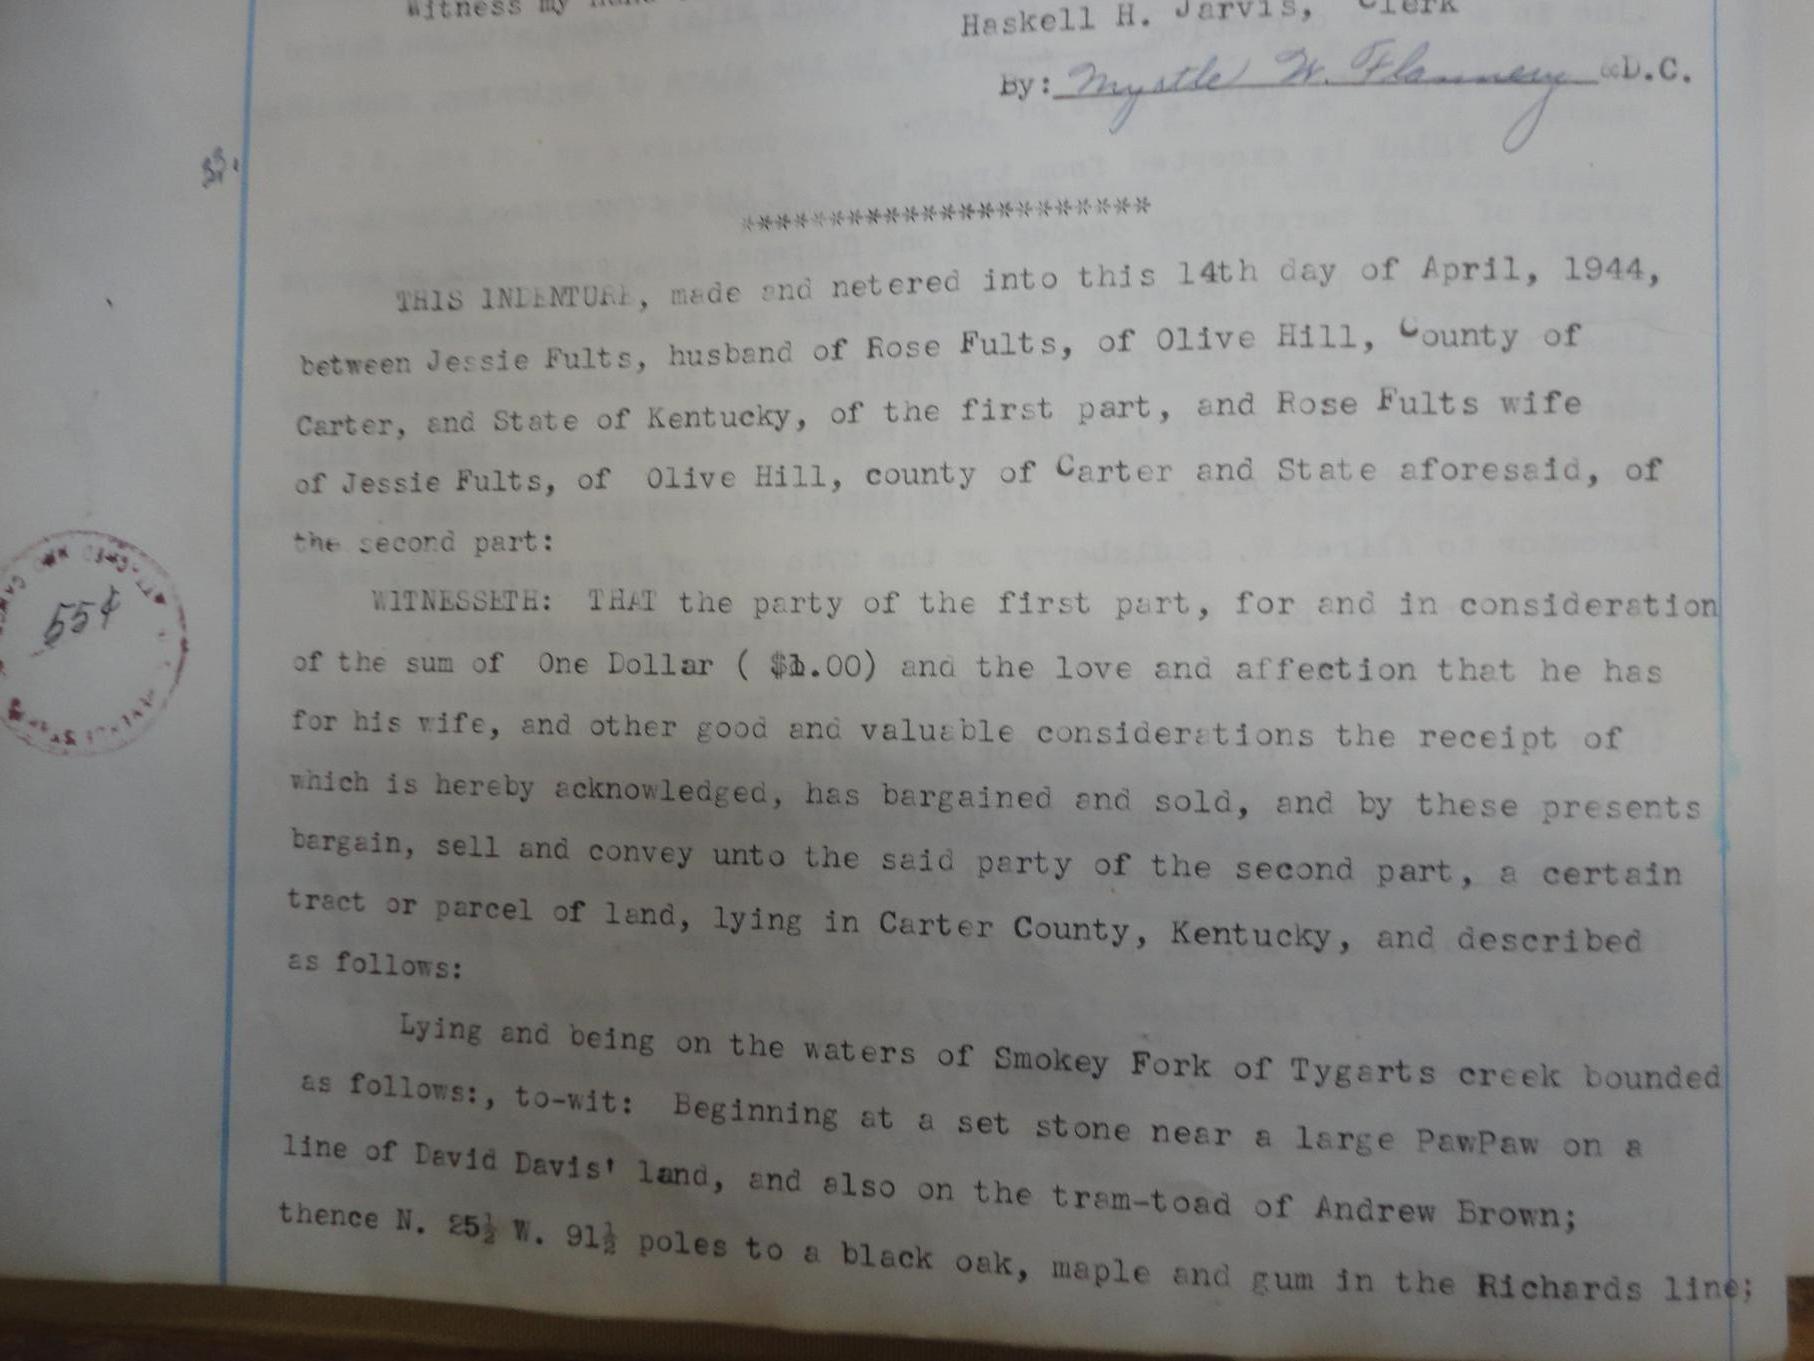 Witness my hand
Haskell H. Jarvis, Clerk
By: Myrtle W. Flannery D.C.
**********************
THIS INDENTURE, made and netered into this 14th day of April, 1944,
between Jessie Fults, husband of Rose Fults, of Olive Hill, County of
Carter, and State of Kentucky, of the first part, and Rose Fults wife
of Jessie Fults, of Olive Hill, county of Carter and State aforesaid, of
the second part:
WITNESSETH: THAT the party of the first part, for and in consideration
of the sum of One Dollar ( $1.00) and the love and affection that he has
for his wife, and other good and valuable considerations the receipt of
which is hereby acknowledged, has bargained and sold, and by these presents
bargain, sell and convey unto the said party of the second part, a certain
tract or parcel of land, lying in Carter County, Kentucky, and described
as follows:
55¢
Lying and being on the waters of Smokey Fork of Tygarts creek bounded
as follows:, to-wit: Beginning at a set stone near a large PawPaw on a
line of David Davis' land, and also on the tram-toad of Andrew Brown;
thence N. 25½ W. 91½ poles to a black oak, maple and gum in the Richards line;